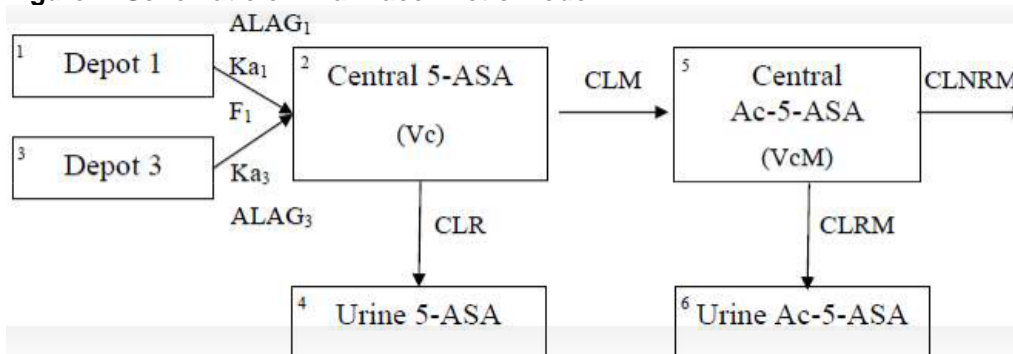 ALAG₁
1
Depot 1
Ka₁
2
Central 5-ASA
(Vc)
CLM
5
Central
Ac-5-ASA
(VcM)
CLNRM
F₁
3
Depot 3
Ka₃
ALAG₃
CLR
CLRM
4
Urine 5-ASA
6
Urine Ac-5-ASA